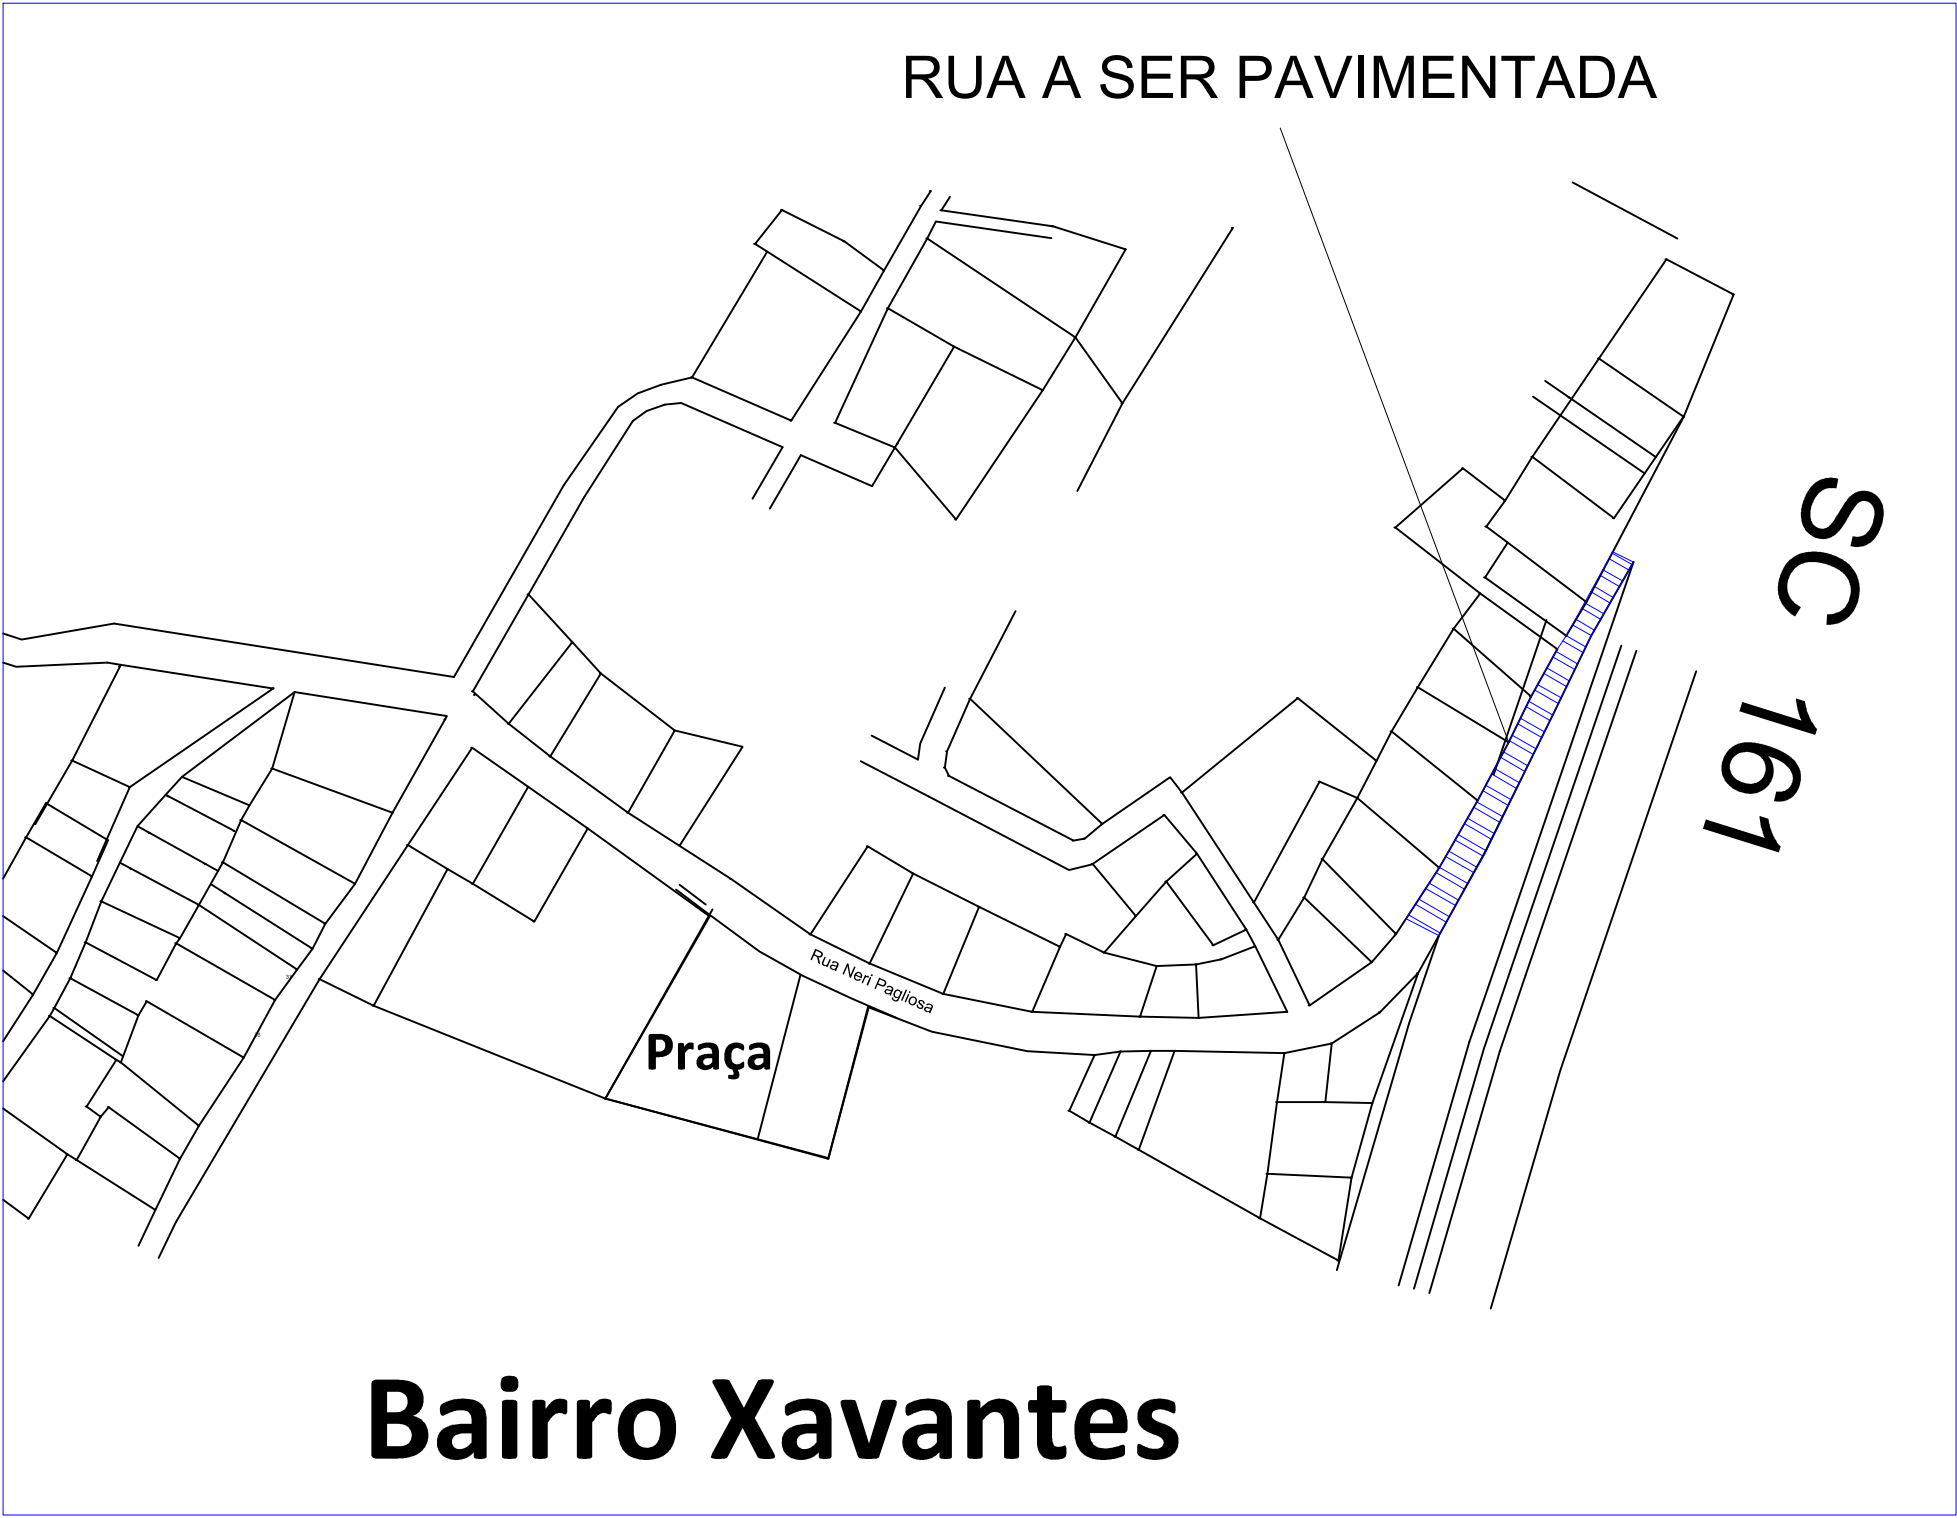 RUA A SER PAVIMENTADA
SC 161
Rua Neri Pagliosa
Praça
Bairro Xavantes